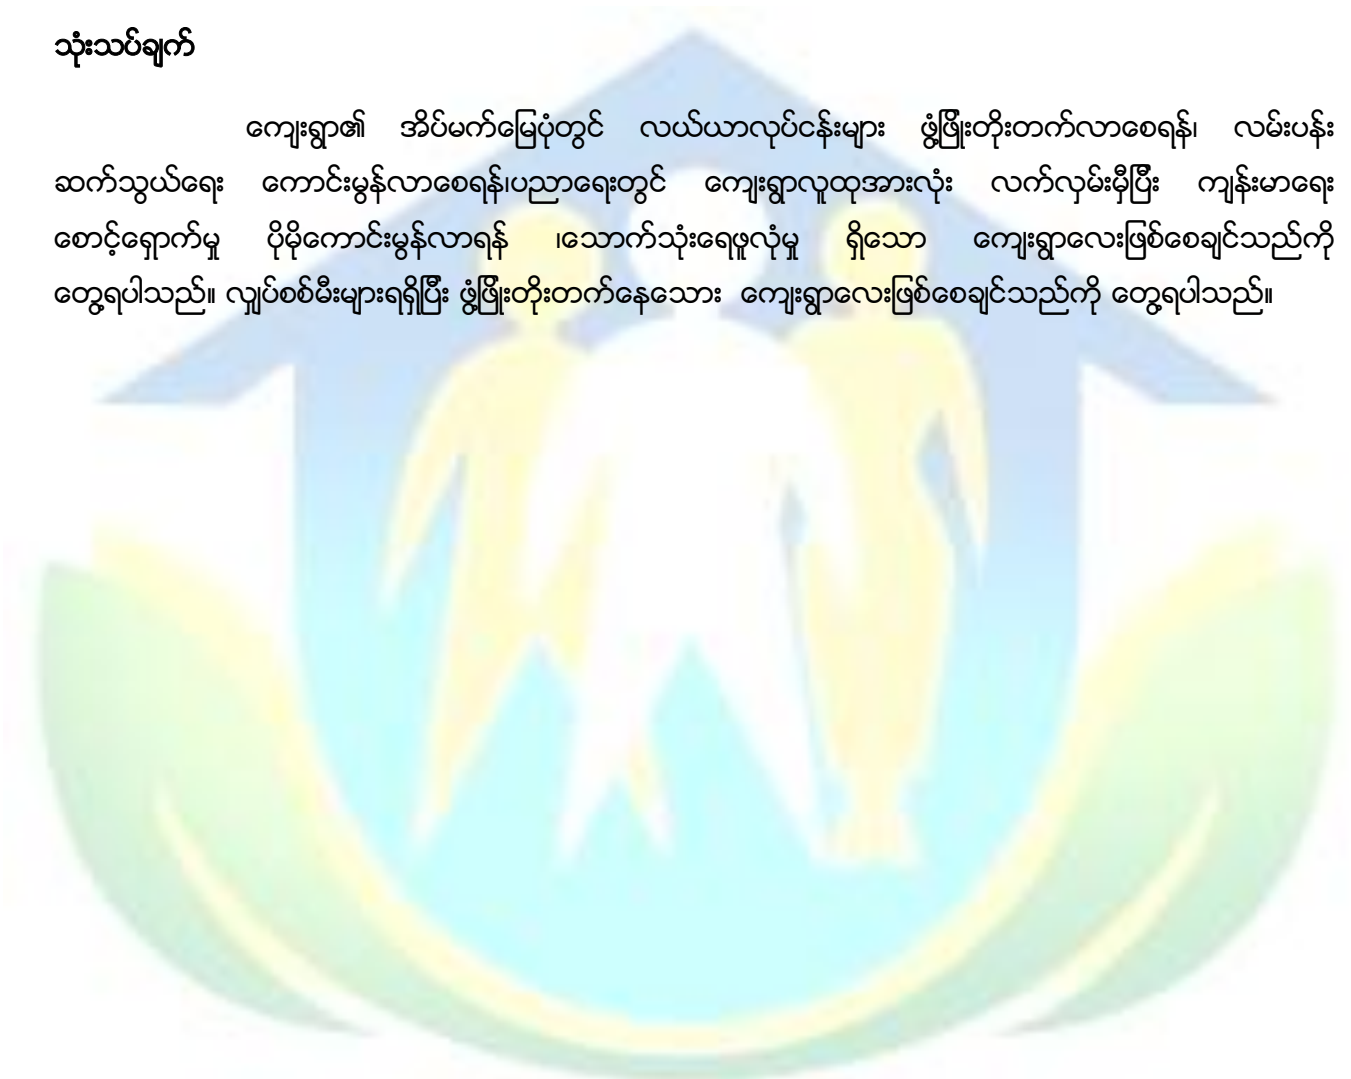 သုံးသပ်ချက်
ကျေးရွာ၏ အိပ်မက်မြေပုံတွင် လယ်ယာလုပ်ငန်းများ ဖွံ့ဖြိုးတိုးတက်လာစေရန်၊ လမ်းပန်း
ဆက်သွယ်ရေး ကောင်းမွန်လာစေရန်၊ပညာရေးတွင် ကျေးရွာလူထုအားလုံး လက်လှမ်းမှီပြီး ကျန်းမာရေး
စောင့်ရှောက်မှု ပိုမိုကောင်းမွန်လာရန် ၊သောက်သုံးရေဖူလုံမှု ရှိသော ကျေးရွာလေးဖြစ်စေချင်သည်ကို
တွေ့ရပါသည်။ လျှပ်စစ်မီးများရရှိပြီး ဖွံ့ဖြိုးတိုးတက်နေသေား ကျေးရွာလေးဖြစ်စေချင်သည်ကို တွေ့ရပါသည်။